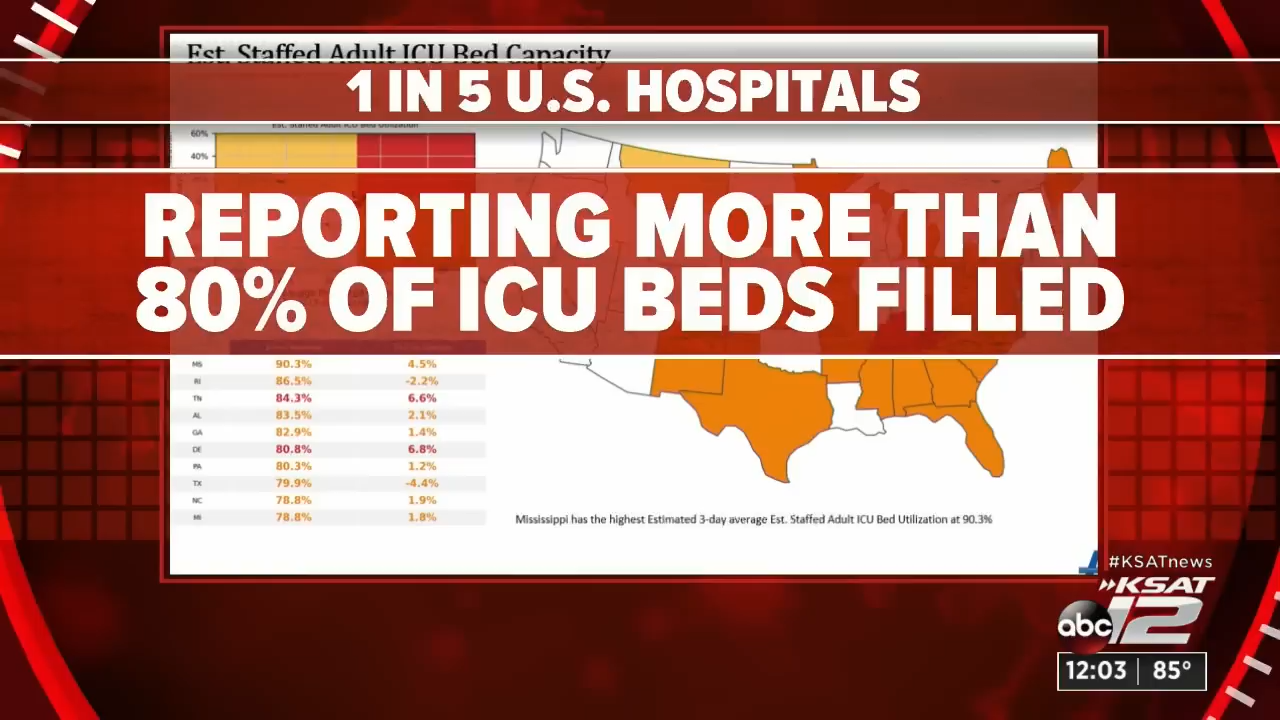 Est. Staffed Adult ICU Bed Capacity
1 IN 5 U.S. HOSPITALS
Est. Staffed Adult ICU Bed Utilization
60%
40%
REPORTING MORE THAN
80% OF ICU BEDS FILLED
MS 90.3% 4.5%
RI 86.5% -2.2%
TN 84.3% 6.6%
AL 83.5% 2.1%
GA 82.9% 1.4%
DE 80.8% 6.8%
PA 80.3% 1.2%
TX 79.9% -4.4%
NC 78.8% 1.9%
MI 78.8% 1.8%
Mississippi has the highest Estimated 3-day average Est. Staffed Adult ICU Bed Utilization at 90.3%
#KSATnews
KSAT
abc 12
12:03 85°